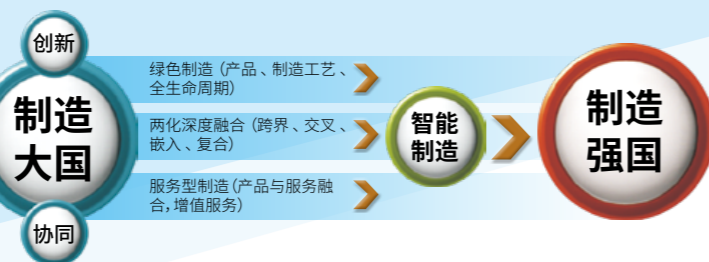 创新
制造
大国
协同
绿色制造（产品、制造工艺、
全生命周期）
两化深度融合（跨界、交叉、
嵌入、复合）
服务型制造（产品与服务融
合，增值服务）
智能
制造
制造
强国